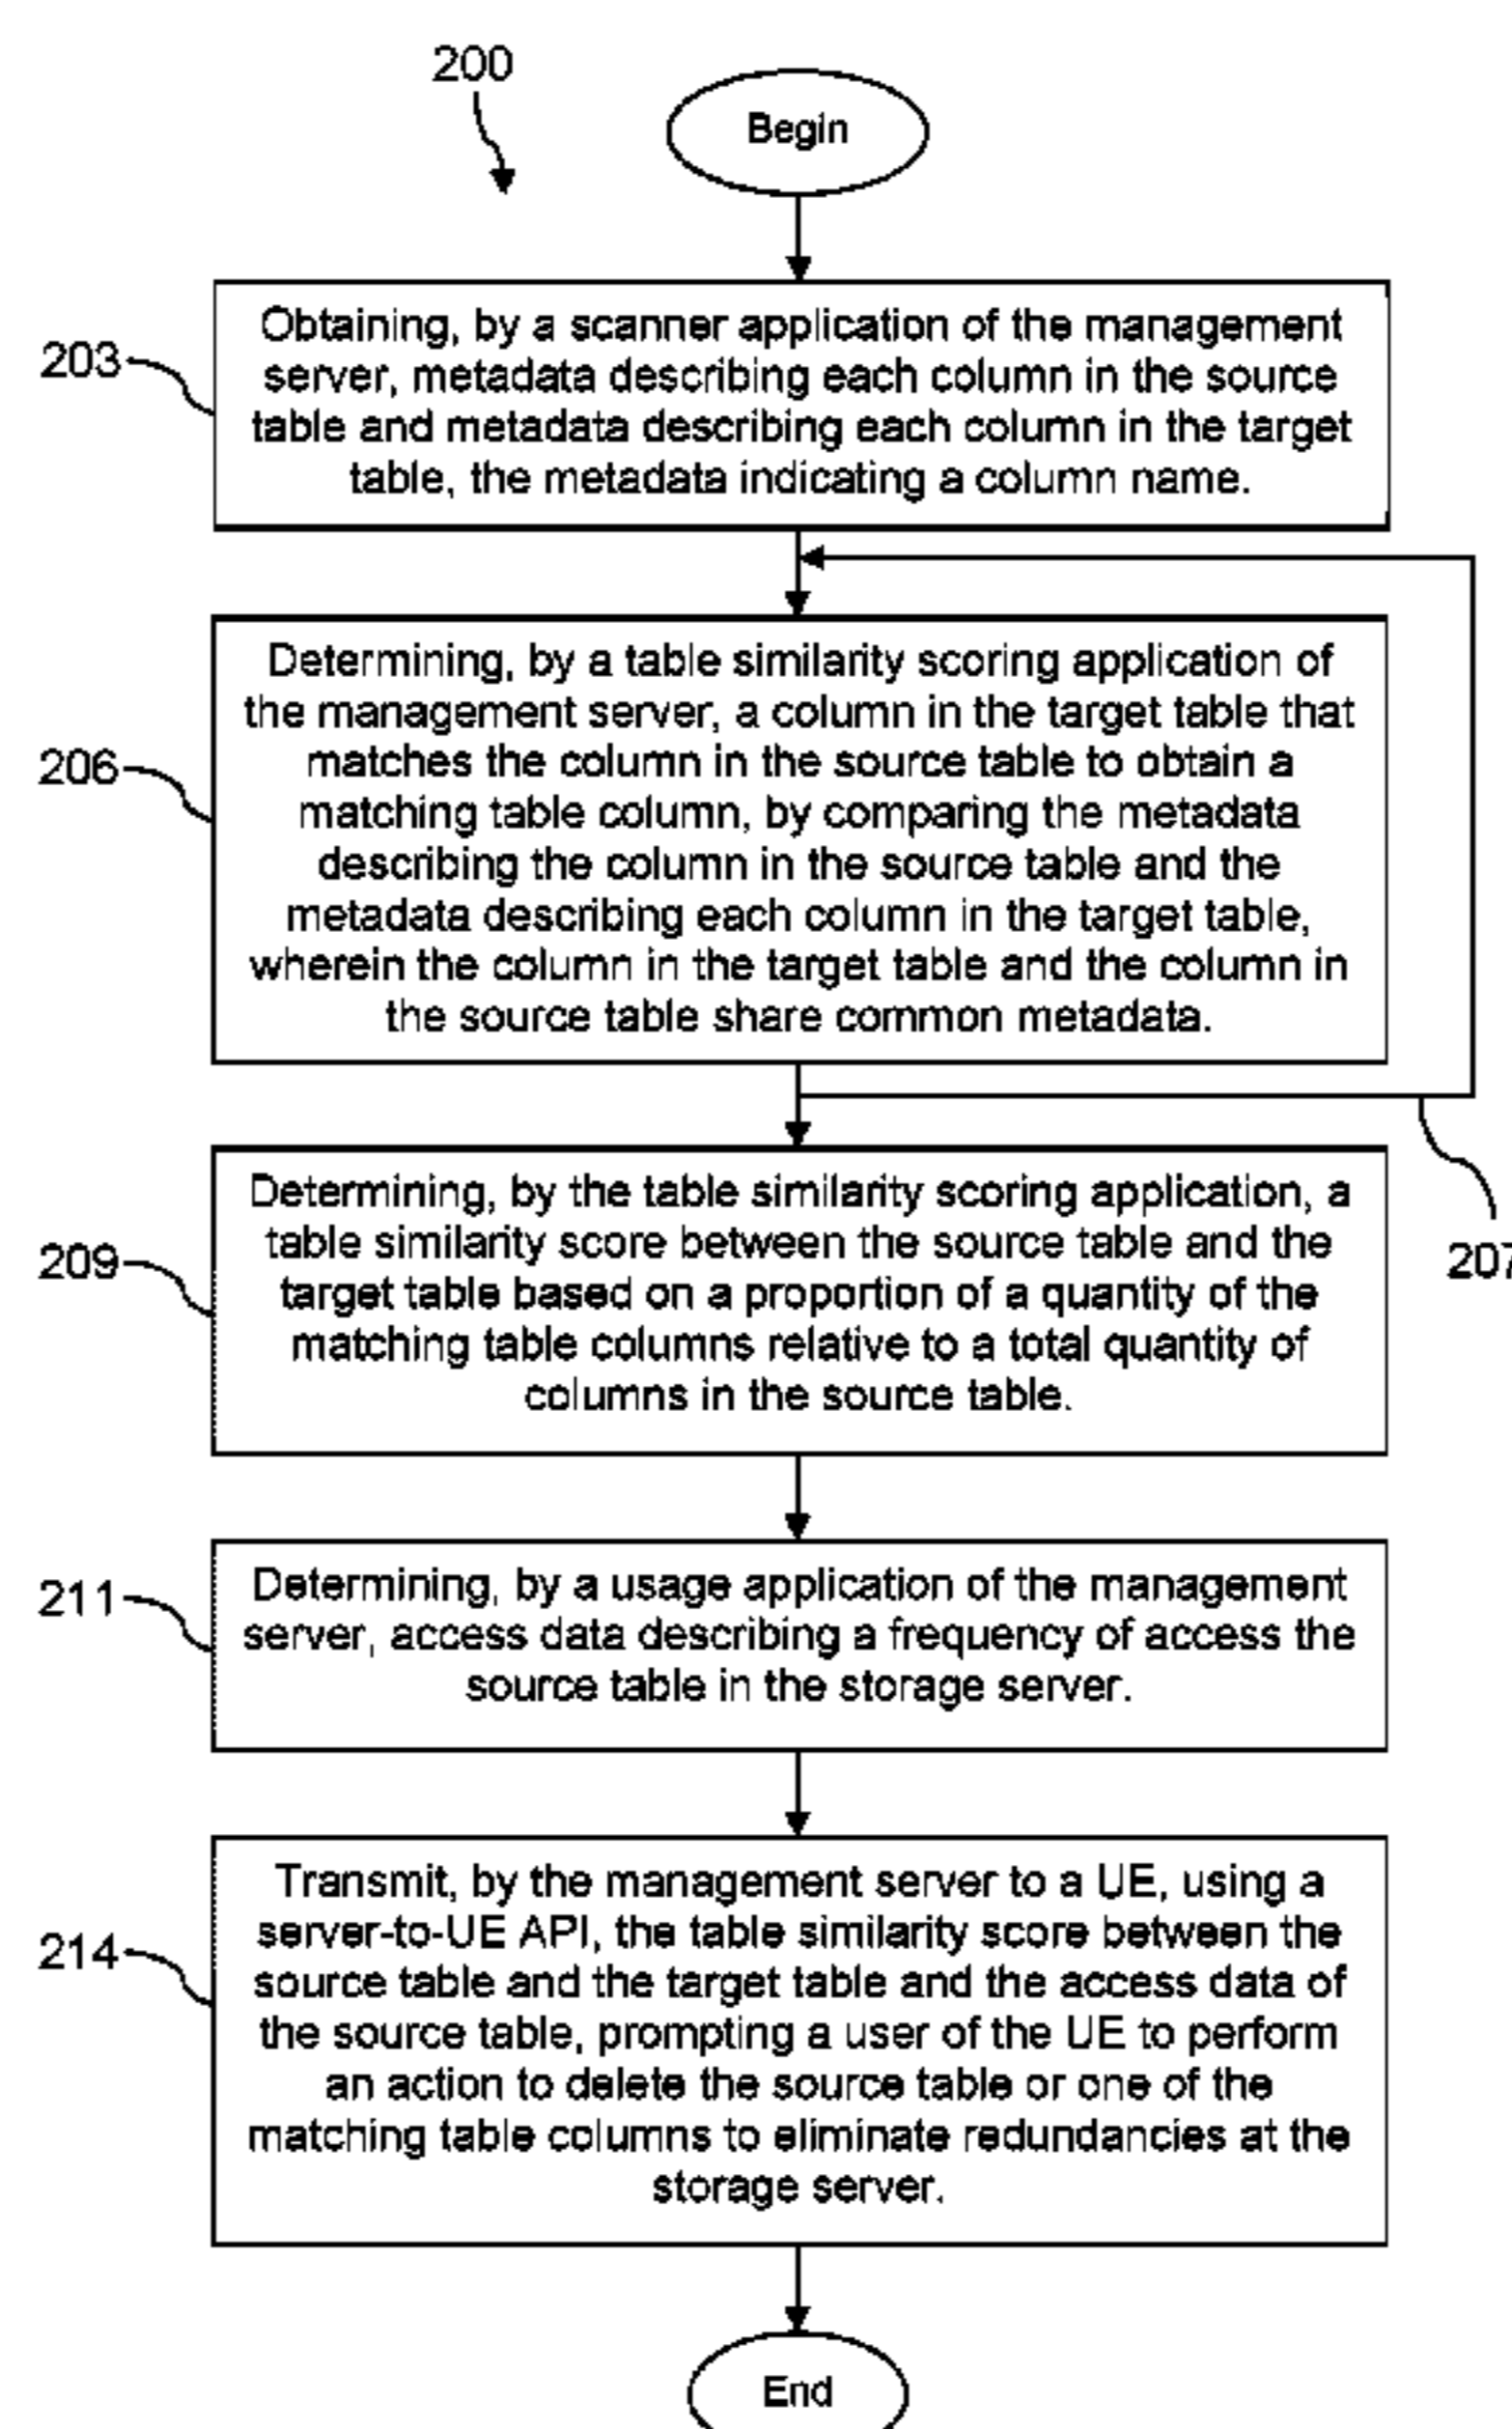 200
Begin
203
Obtaining, by a scanner application of the management
server, metadata describing each column in the source
table and metadata describing each column in the target
table, the metadata indicating a column name.
206
Determining, by a table similarity scoring application of
the management server, a column in the target table that
matches the column in the source table to obtain a
matching table column, by comparing the metadata
describing the column in the source table and the
metadata describing each column in the target table,
wherein the column in the target table and the column in
the source table share common metadata.
207
209
Determining, by the table similarity scoring application, a
table similarity score between the source table and the
target table based on a proportion of a quantity of the
matching table columns relative to a total quantity of
columns in the source table.
211
Determining, by a usage application of the management
server, access data describing a frequency of access the
source table in the storage server.
214
Transmit, by the management server to a UE, using a
server-to-UE API, the table similarity score between the
source table and the target table and the access data of
the source table, prompting a user of the UE to perform
an action to delete the source table or one of the
matching table columns to eliminate redundancies at the
storage server.
End